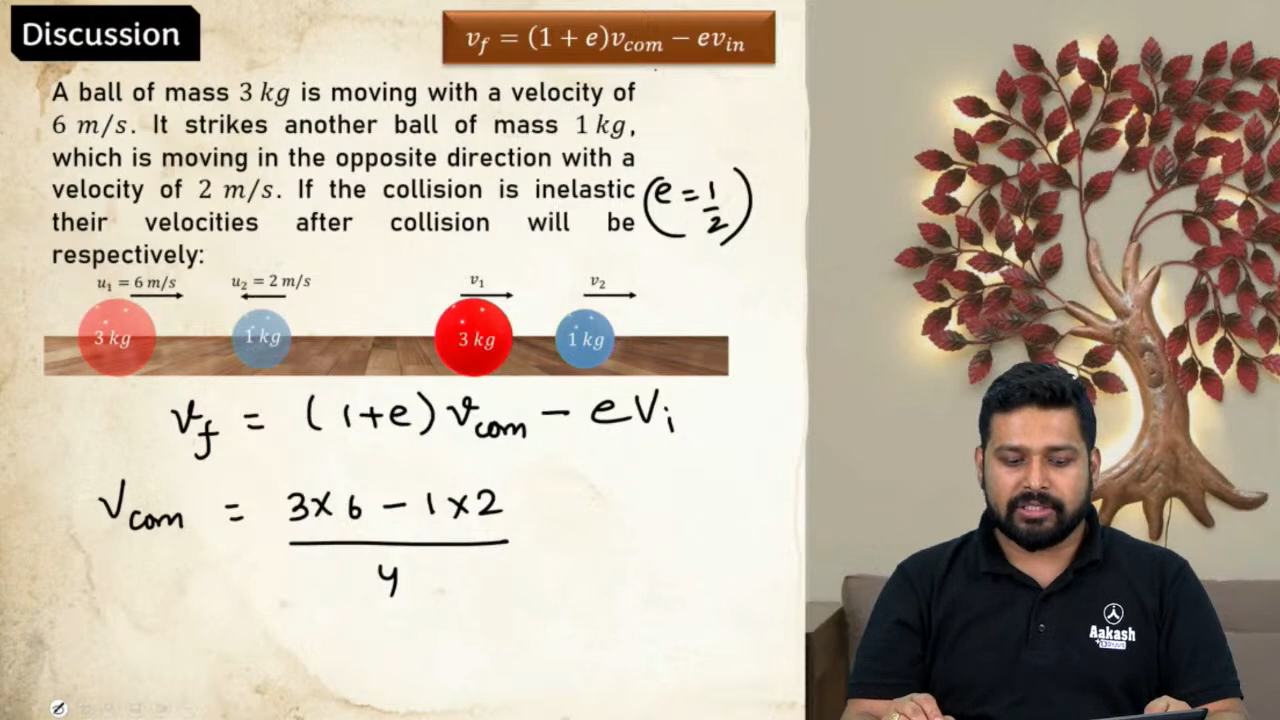 Discussion
v_f = (1 + e)v_com − ev_in
A ball of mass 3 kg is moving with a velocity of
6 m/s. It strikes another ball of mass 1 kg,
which is moving in the opposite direction with a
velocity of 2 m/s. If the collision is inelastic
(e = 1/2)
their velocities after collision will be
respectively:
u₁ = 6 m/s
u₂ = 2 m/s
v₁
v₂
3 kg
1 kg
3 kg
1 kg
v_f = (1+e) v_com − eV_i
V_com = 3×6 − 1×2
4
Aakash